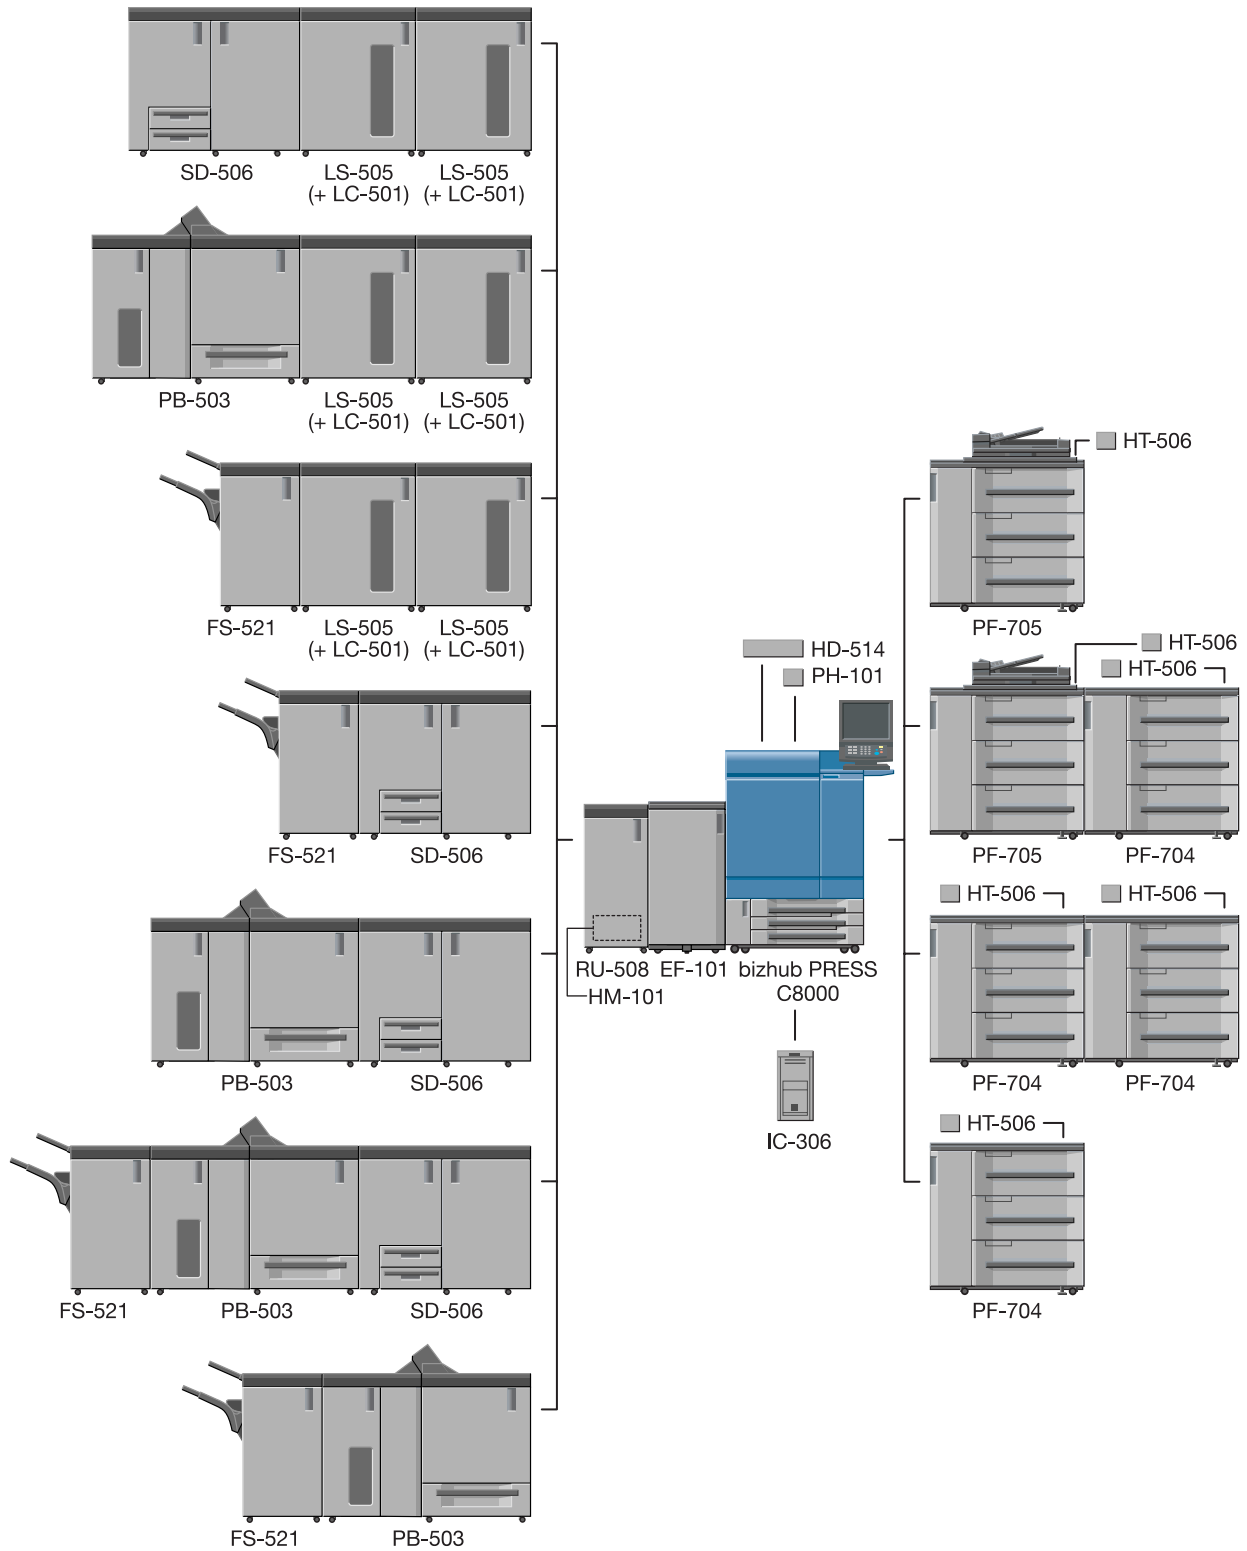 SD-506 LS-505 LS-505
(+ LC-501) (+ LC-501)
PB-503 LS-505 LS-505
(+ LC-501) (+ LC-501)
FS-521 LS-505 LS-505
(+ LC-501) (+ LC-501)
FS-521 SD-506
PB-503 SD-506
FS-521 PB-503 SD-506
FS-521 PB-503
HD-514
PH-101
RU-508 EF-101 bizhub PRESS
C8000
HM-101
IC-306
HT-506
PF-705
HT-506
HT-506
PF-705 PF-704
HT-506 HT-506
PF-704 PF-704
HT-506
PF-704